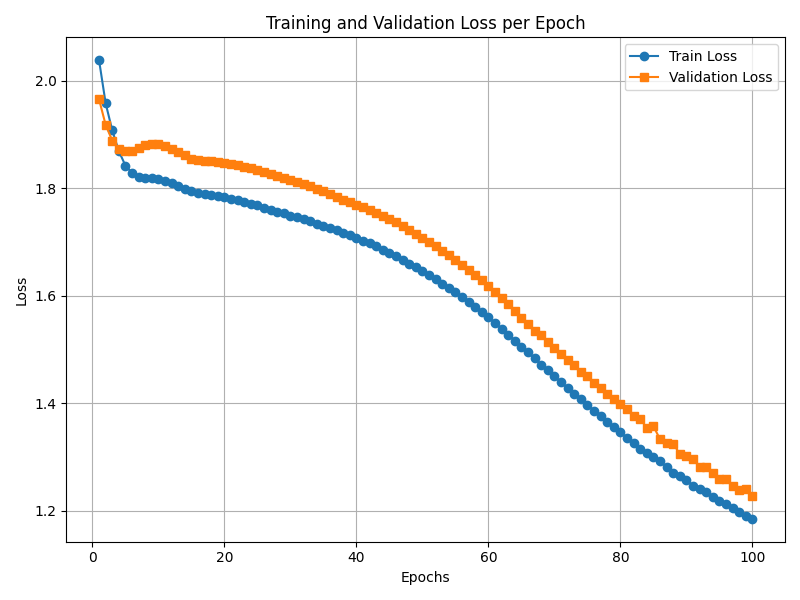 Training and Validation Loss per Epoch
Train Loss
Validation Loss
2.0
1.8
1.6
1.4
1.2
Loss
0 20 40 60 80 100
Epochs